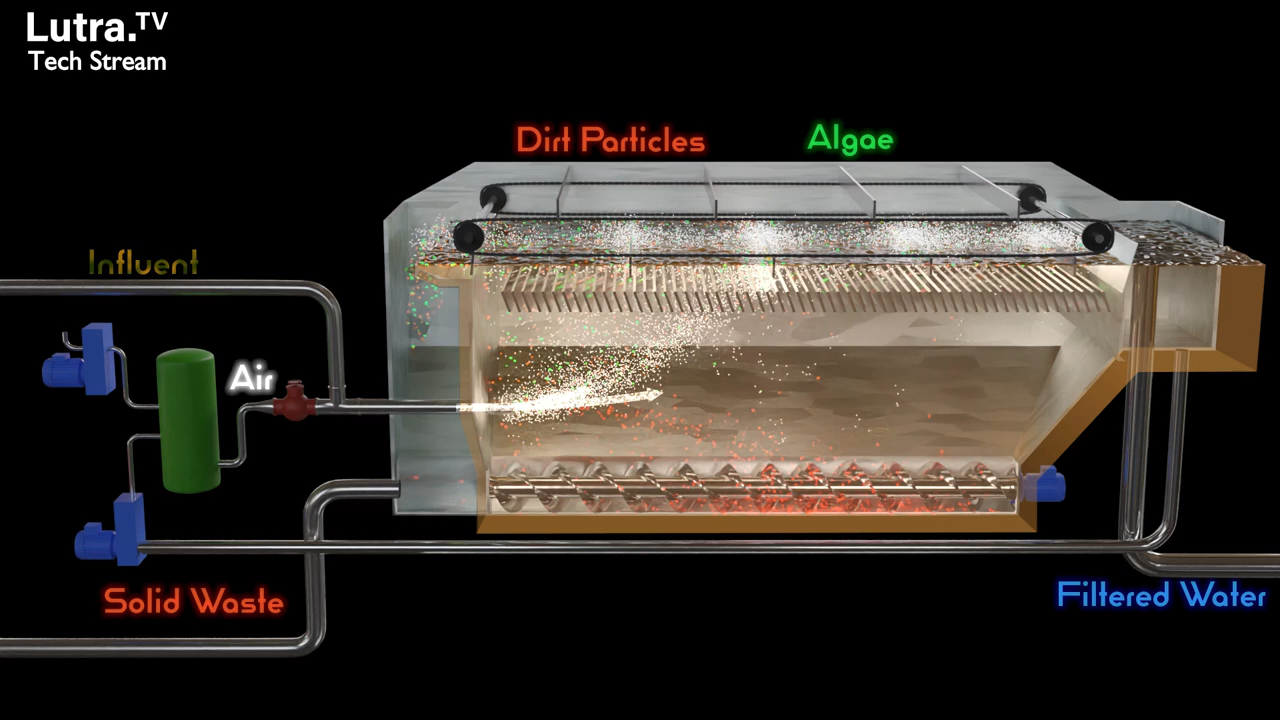 Lutra.TV
Tech Stream
Dirt Particles
Algae
Influent
Air
Solid Waste
Filtered Water